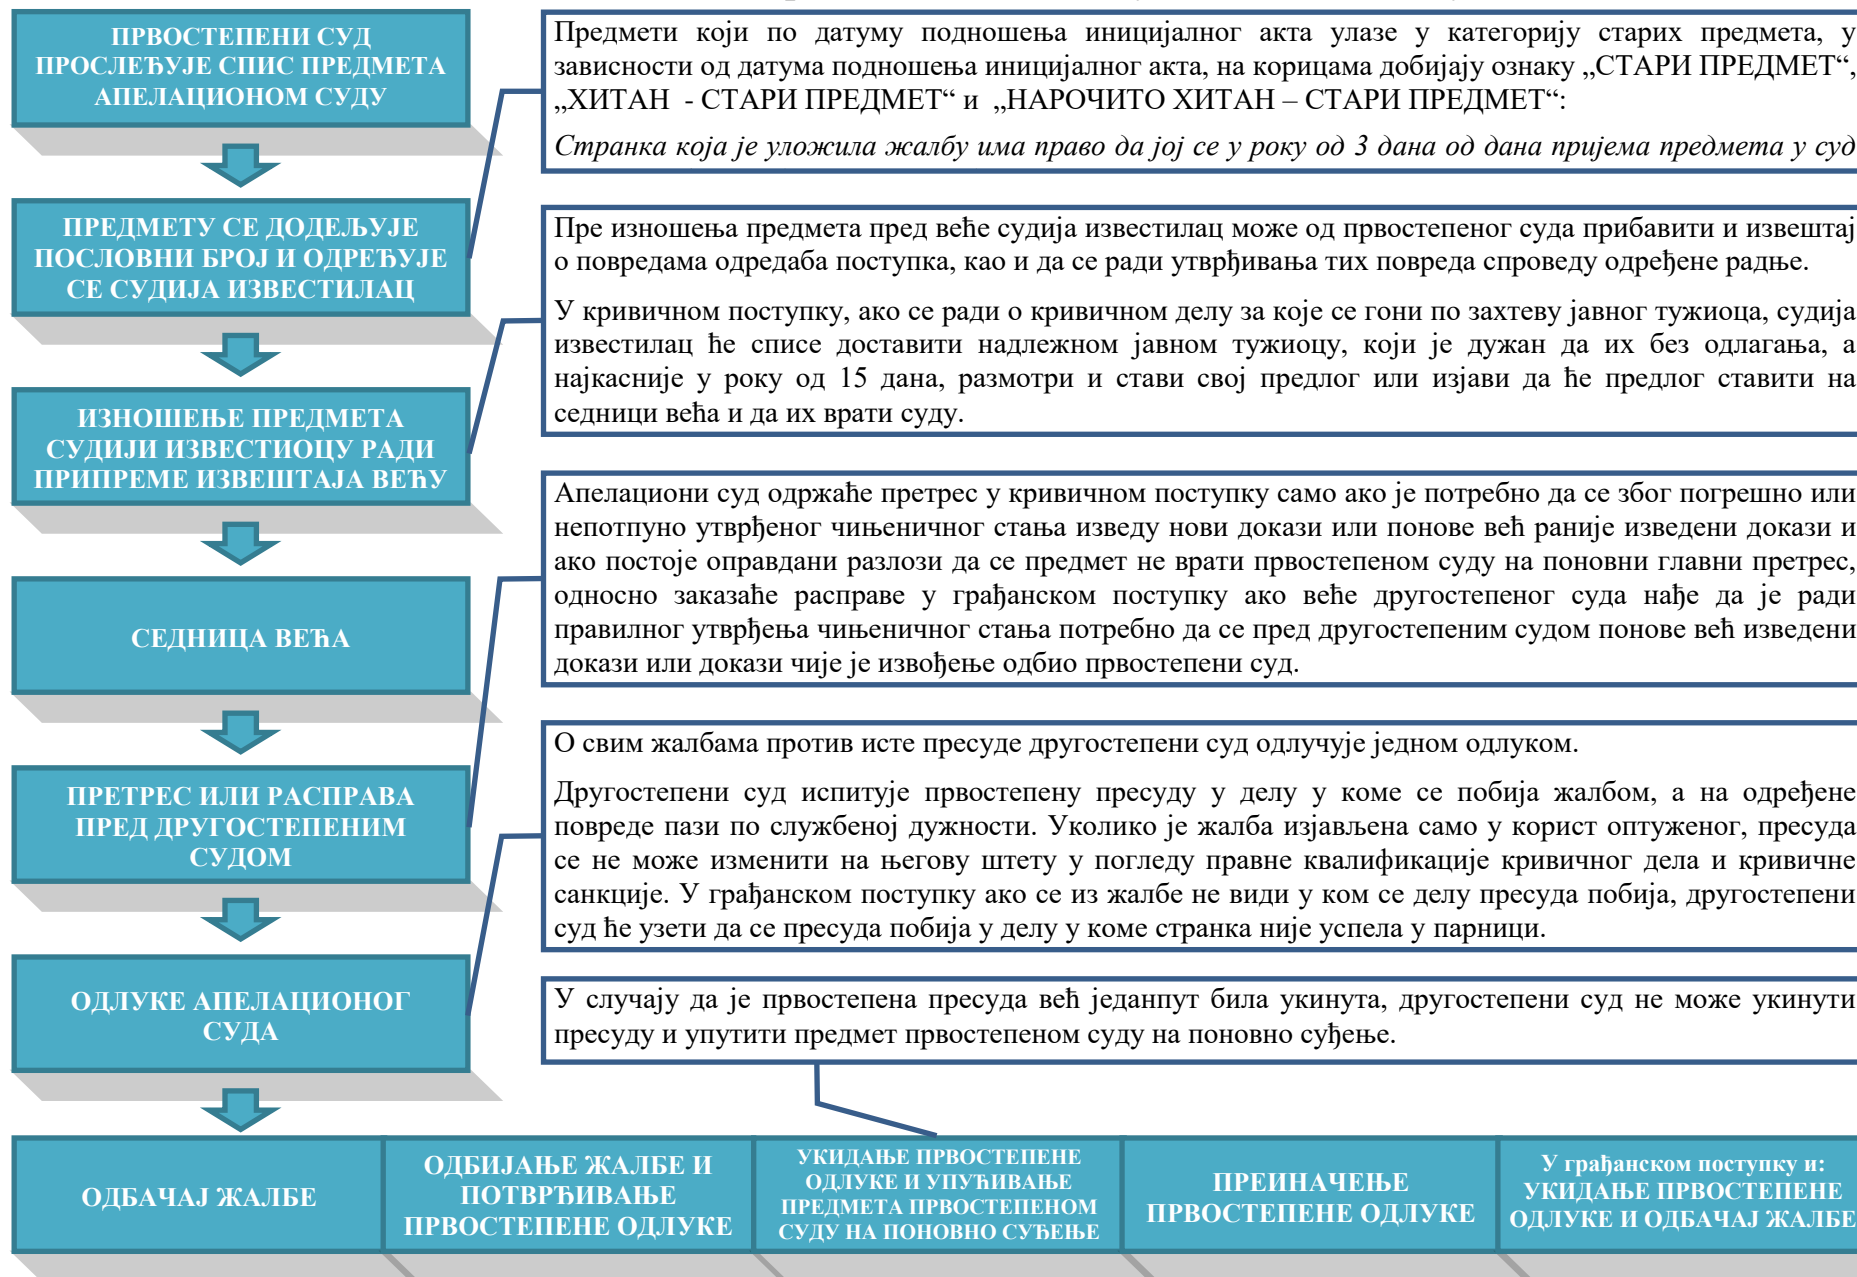 ПРВОСТЕПЕНИ СУД
ПРОСЛЕЂУЈЕ СПИС ПРЕДМЕТА
АПЕЛАЦИОНОМ СУДУ
Предмети који по датуму подношења иницијалног акта улазе у категорију старих предмета, у
зависности од датума подношења иницијалног акта, на корицама добијају ознаку „СТАРИ ПРЕДМЕТ“,
„ХИТАН - СТАРИ ПРЕДМЕТ“ и „НАРОЧИТО ХИТАН – СТАРИ ПРЕДМЕТ“:
Странка која је уложила жалбу има право да јој се у року од 3 дана од дана пријема предмета у суд
ПРЕДМЕТУ СЕ ДОДЕЉУЈЕ
ПОСЛОВНИ БРОЈ И ОДРЕЂУЈЕ
СЕ СУДИЈА ИЗВЕСТИЛАЦ
Пре изношења предмета пред веће судија известилац може од првостепеног суда прибавити и извештај
о повредама одредаба поступка, као и да се ради утврђивања тих повреда спроведу одређене радње.
У кривичном поступку, ако се ради о кривичном делу за које се гони по захтеву јавног тужиоца, судија
известилац ће списе доставити надлежном јавном тужиоцу, који је дужан да их без одлагања, а
најкасније у року од 15 дана, размотри и стави свој предлог или изјави да ће предлог ставити на
седници већа и да их врати суду.
ИЗНОШЕЊЕ ПРЕДМЕТА
СУДИЈИ ИЗВЕСТИОЦУ РАДИ
ПРИПРЕМЕ ИЗВЕШТАЈА ВЕЋУ
Апелациони суд одржаће претрес у кривичном поступку само ако је потребно да се због погрешно или
непотпуно утврђеног чињеничног стања изведу нови докази или понове већ раније изведени докази и
ако постоје оправдани разлози да се предмет не врати првостепеном суду на поновни главни претрес,
односно заказаће расправе у грађанском поступку ако веће другостепеног суда нађе да је ради
правилног утврђења чињеничног стања потребно да се пред другостепеним судом понове већ изведени
докази или докази чије је извођење одбио првостепени суд.
СЕДНИЦА ВЕЋА
ПРЕТРЕС ИЛИ РАСПРАВА
ПРЕД ДРУГОСТЕПЕНИМ
СУДОМ
О свим жалбама против исте пресуде другостепени суд одлучује једном одлуком.
Другостепени суд испитује првостепену пресуду у делу у коме се побија жалбом, а на одређене
повреде пази по службеној дужности. Уколико је жалба изјављена само у корист оптуженог, пресуда
се не може изменити на његову штету у погледу правне квалификације кривичног дела и кривичне
санкције. У грађанском поступку ако се из жалбе не види у ком се делу пресуда побија, другостепени
суд ће узети да се пресуда побија у делу у коме странка није успела у парници.
ОДЛУКЕ АПЕЛАЦИОНОГ
СУДА
У случају да је првостепена пресуда већ једанпут била укинута, другостепени суд не може укинути
пресуду и упутити предмет првостепеном суду на поновно суђење.
ОДБАЧАЈ ЖАЛБЕ
ОДБИЈАЊЕ ЖАЛБЕ И
ПОТВРЂИВАЊЕ
ПРВОСТЕПЕНЕ ОДЛУКЕ
УКИДАЊЕ ПРВОСТЕПЕНЕ
ОДЛУКЕ И УПУЋИВАЊЕ
ПРЕДМЕТА ПРВОСТЕПЕНОМ
СУДУ НА ПОНОВНО СУЂЕЊЕ
ПРЕИНАЧЕЊЕ
ПРВОСТЕПЕНЕ ОДЛУКЕ
У грађанском поступку и:
УКИДАЊЕ ПРВОСТЕПЕНЕ
ОДЛУКЕ И ОДБАЧАЈ ЖАЛБЕ